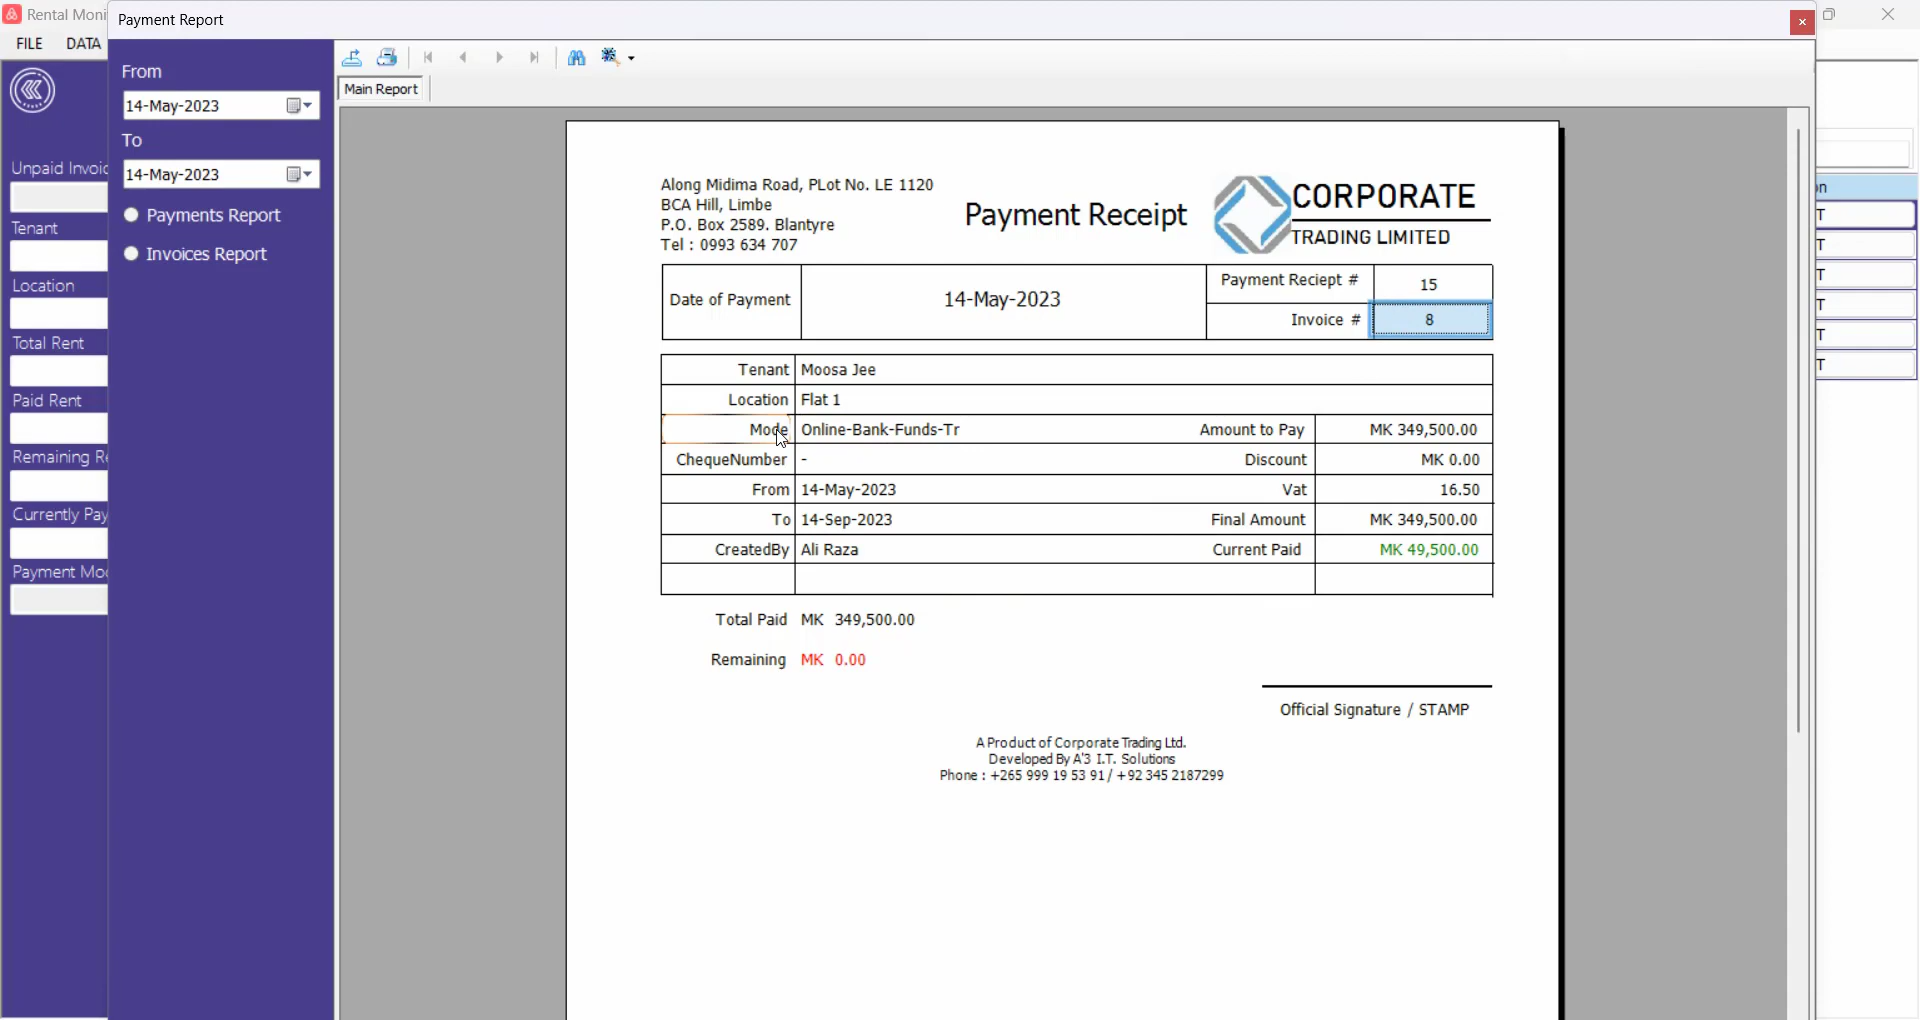 Rental Moni
Payment Report
FILE DATA
From
14-May-2023
To
14-May-2023
Payments Report
Invoices Report
Unpaid Invoic
Tenant
Location
Total Rent
Paid Rent
Remaining Re
Currently Pay
Payment Mod
Main Report
Along Midima Road, PLot No. LE 1120
BCA Hill, Limbe
P.O. Box 2589. Blantyre
Tel : 0993 634 707
Payment Receipt
CORPORATE
TRADING LIMITED
Date of Payment 14-May-2023
Payment Reciept # 15
Invoice # 8
Tenant Moosa Jee
Location Flat 1
Mode Online-Bank-Funds-Tr Amount to Pay MK 349,500.00
ChequeNumber - Discount MK 0.00
From 14-May-2023 Vat 16.50
To 14-Sep-2023 Final Amount MK 349,500.00
CreatedBy Ali Raza Current Paid MK 49,500.00
Total Paid MK 349,500.00
Remaining MK 0.00
Official Signature / STAMP
A Product of Corporate Trading Ltd.
Developed By A'3 I.T. Solutions
Phone : +265 999 19 53 91 / +92 345 2187299
on
T
T
T
T
T
T